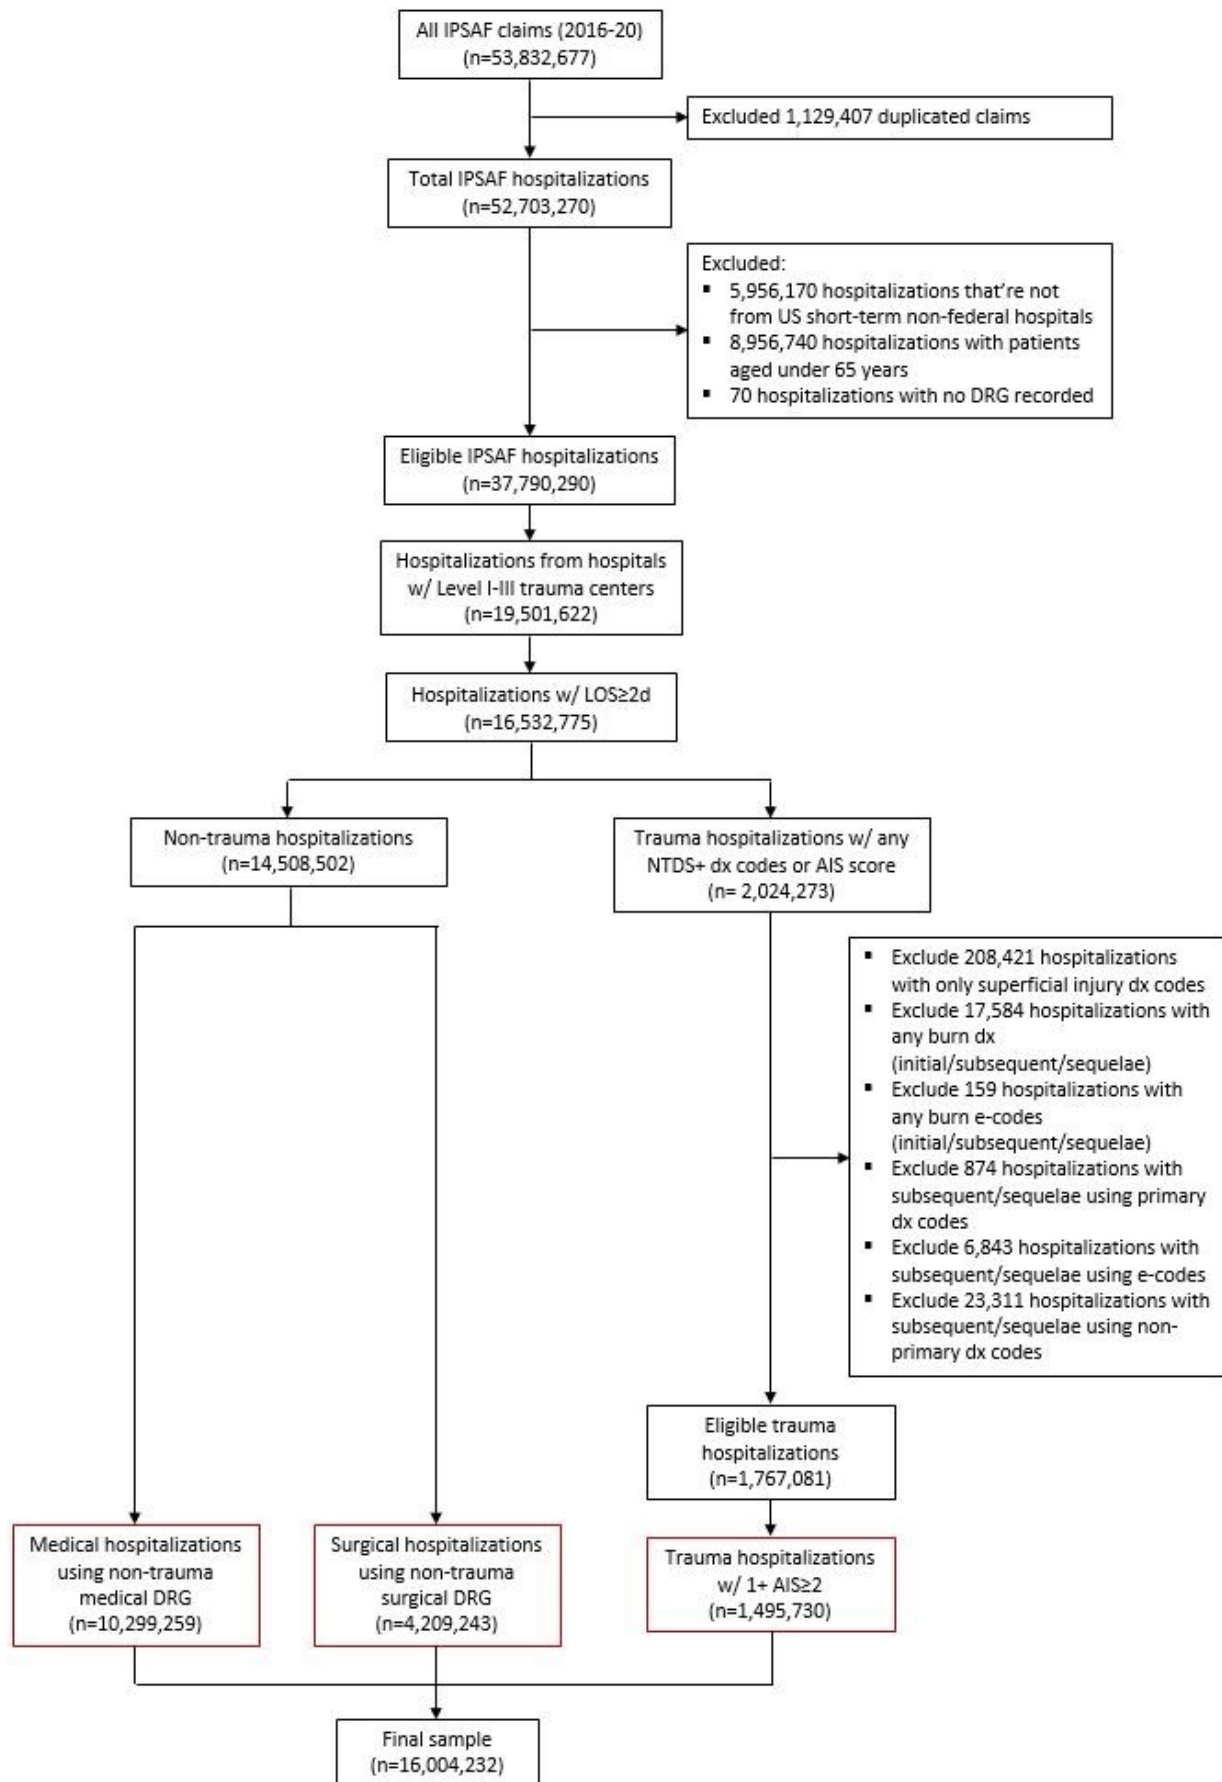 All IPSAF claims (2016-20)
(n=53,832,677)
Excluded 1,129,407 duplicated claims
Total IPSAF hospitalizations
(n=52,703,270)
Excluded:
▪ 5,956,170 hospitalizations that're not
from US short-term non-federal hospitals
▪ 8,956,740 hospitalizations with patients
aged under 65 years
▪ 70 hospitalizations with no DRG recorded
Eligible IPSAF hospitalizations
(n=37,790,290)
Hospitalizations from hospitals
w/ Level I-III trauma centers
(n=19,501,622)
Hospitalizations w/ LOS≥2d
(n=16,532,775)
Non-trauma hospitalizations
(n=14,508,502)
Trauma hospitalizations w/ any
NTDS+ dx codes or AIS score
(n= 2,024,273)
▪ Exclude 208,421 hospitalizations
with only superficial injury dx codes
▪ Exclude 17,584 hospitalizations with
any burn dx
(initial/subsequent/sequelae)
▪ Exclude 159 hospitalizations with
any burn e-codes
(initial/subsequent/sequelae)
▪ Exclude 874 hospitalizations with
subsequent/sequelae using primary
dx codes
▪ Exclude 6,843 hospitalizations with
subsequent/sequelae using e-codes
▪ Exclude 23,311 hospitalizations with
subsequent/sequelae using non-
primary dx codes
Eligible trauma
hospitalizations
(n=1,767,081)
Medical hospitalizations
using non-trauma
medical DRG
(n=10,299,259)
Surgical hospitalizations
using non-trauma
surgical DRG
(n=4,209,243)
Trauma hospitalizations
w/ 1+ AIS≥2
(n=1,495,730)
Final sample
(n=16,004,232)